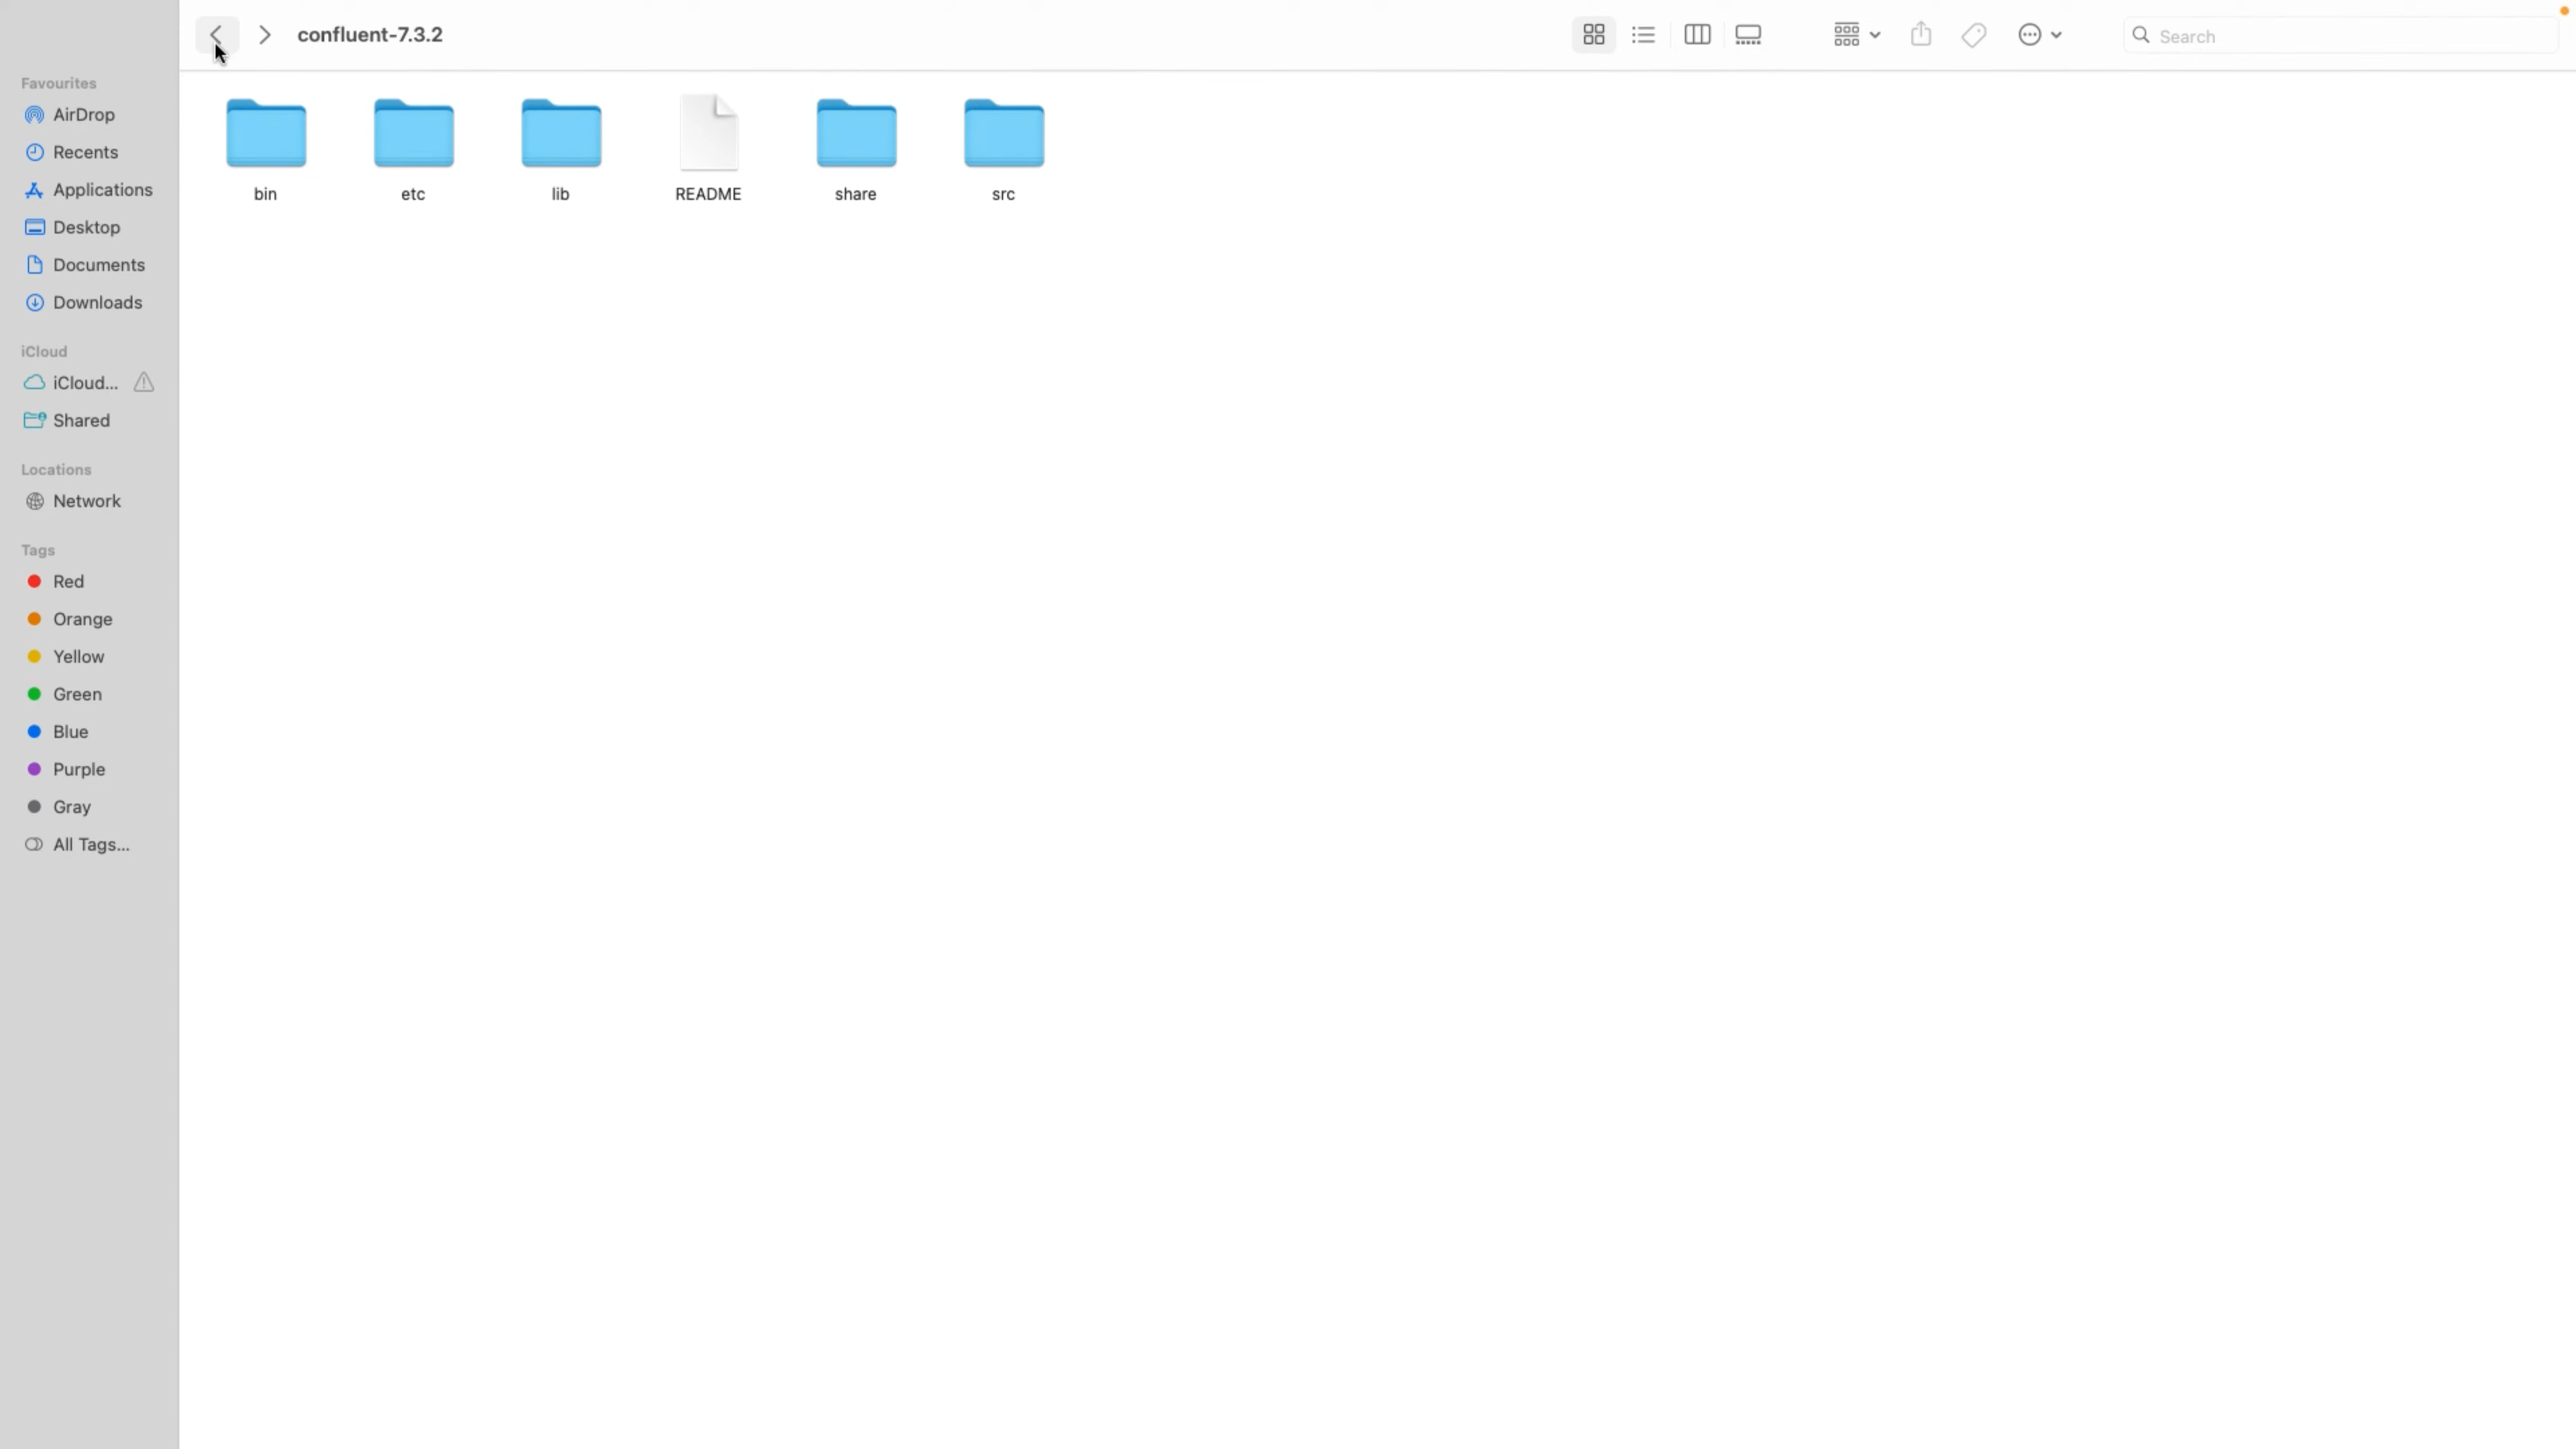 confluent-7.3.2
Search
Favourites
AirDrop
Recents
Applications
Desktop
Documents
Downloads
iCloud
iCloud...
Shared
Locations
Network
Tags
Red
Orange
Yellow
Green
Blue
Purple
Gray
All Tags...
bin
etc
lib
README
share
src